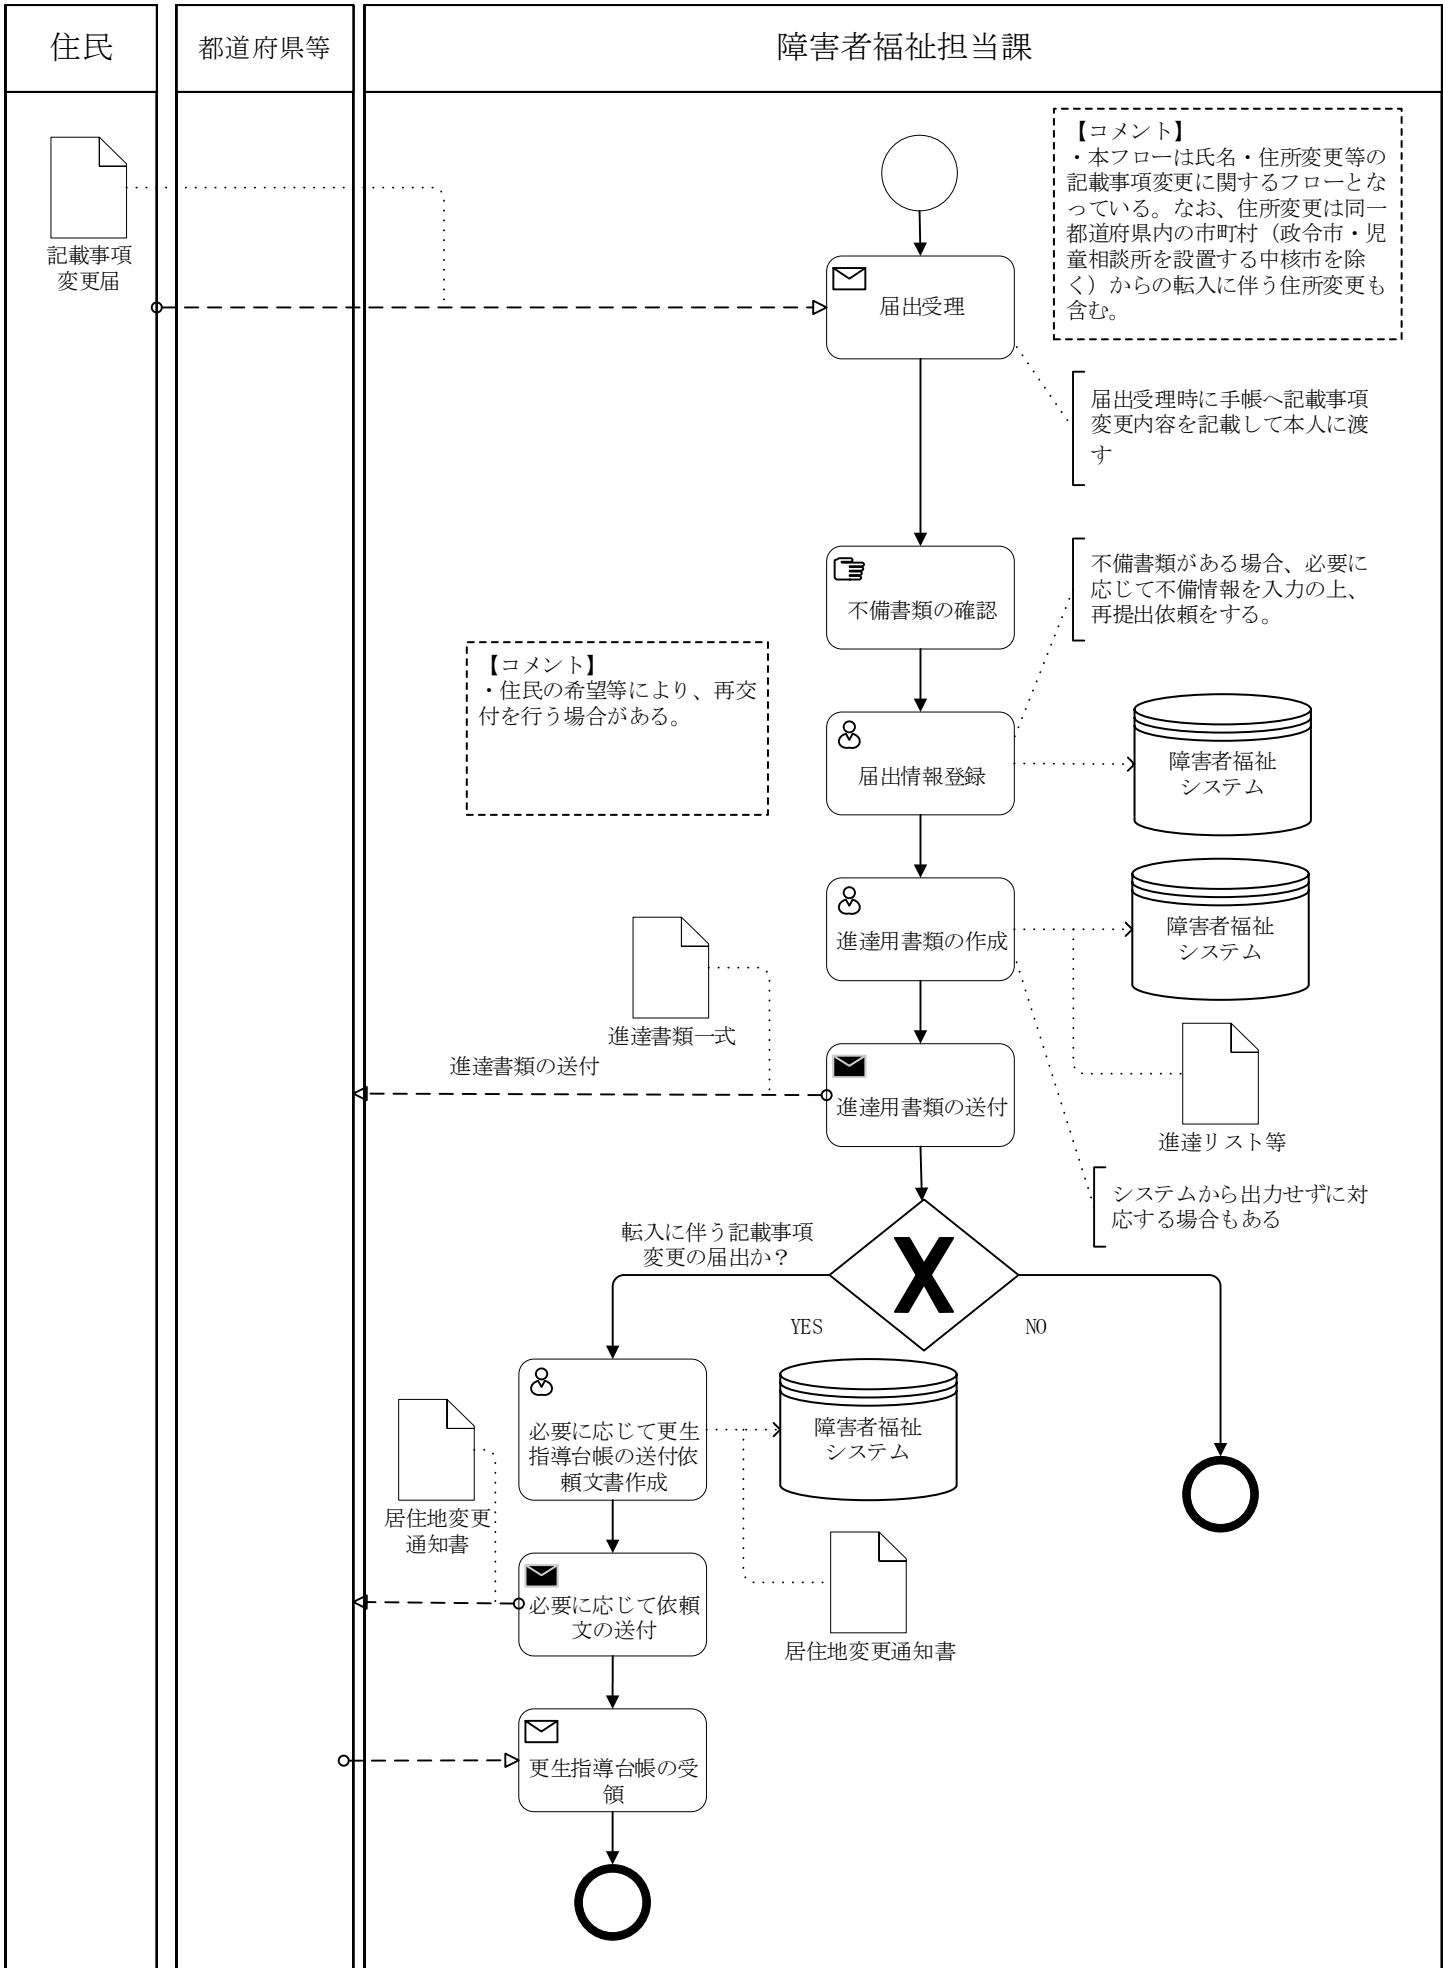 住民
都道府県等
障害者福祉担当課
【コメント】
・本フローは氏名・住所変更等の
記載事項変更に関するフローとな
っている。なお、住所変更は同一
都道府県内の市町村（政令市・児
童相談所を設置する中核市を除
く）からの転入に伴う住所変更も
含む。
記載事項
変更届
届出受理
届出受理時に手帳へ記載事項
変更内容を記載して本人に渡
す
不備書類の確認
不備書類がある場合、必要に
応じて不備情報を入力の上、
再提出依頼をする。
【コメント】
・住民の希望等により、再交
付を行う場合がある。
届出情報登録
障害者福祉
システム
進達用書類の作成
障害者福祉
システム
進達書類一式
進達書類の送付
進達用書類の送付
進達リスト等
システムから出力せずに対
応する場合もある
転入に伴う記載事項
変更の届出か？
X
YES
NO
必要に応じて更生
指導台帳の送付依
頼文書作成
障害者福祉
システム
居住地変更
通知書
必要に応じて依頼
文の送付
居住地変更通知書
更生指導台帳の受
領